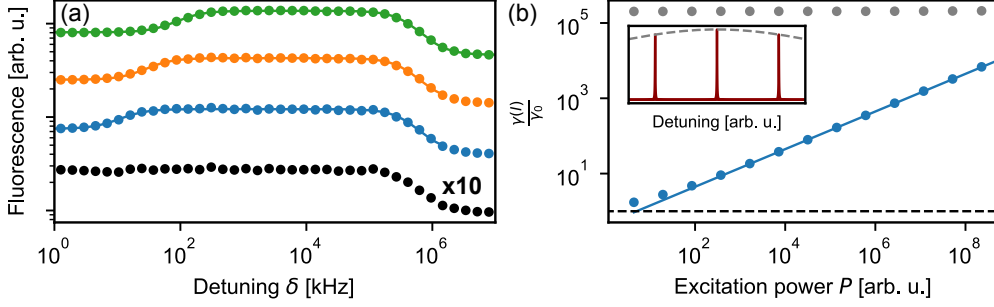 (a)
Fluorescence [arb. u.]
x10
10^0
10^2
10^4
10^6
Detuning δ [kHz]
(b)
γ(I)/γ_0
10^5
10^3
10^1
Detuning [arb. u.]
10^2
10^4
10^6
10^8
Excitation power P [arb. u.]